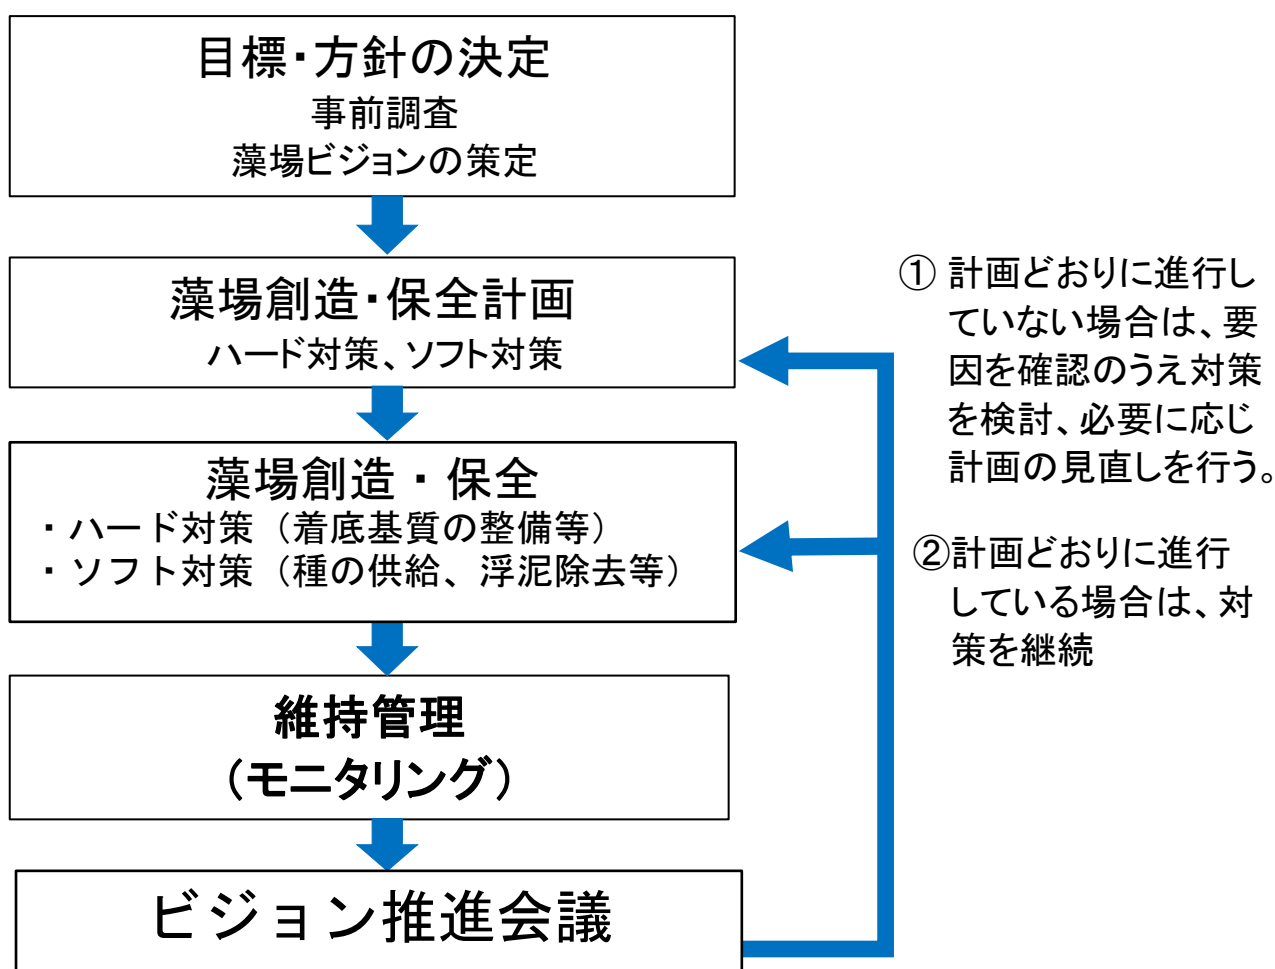 目標・方針の決定
事前調査
藻場ビジョンの策定
藻場創造・保全計画
ハード対策、ソフト対策
藻場創造・保全
・ハード対策（着底基質の整備等）
・ソフト対策（種の供給、浮泥除去等）
維持管理
（モニタリング）
ビジョン推進会議
① 計画どおりに進行し
ていない場合は、要
因を確認のうえ対策
を検討、必要に応じ
計画の見直しを行う。
②計画どおりに進行
している場合は、対
策を継続